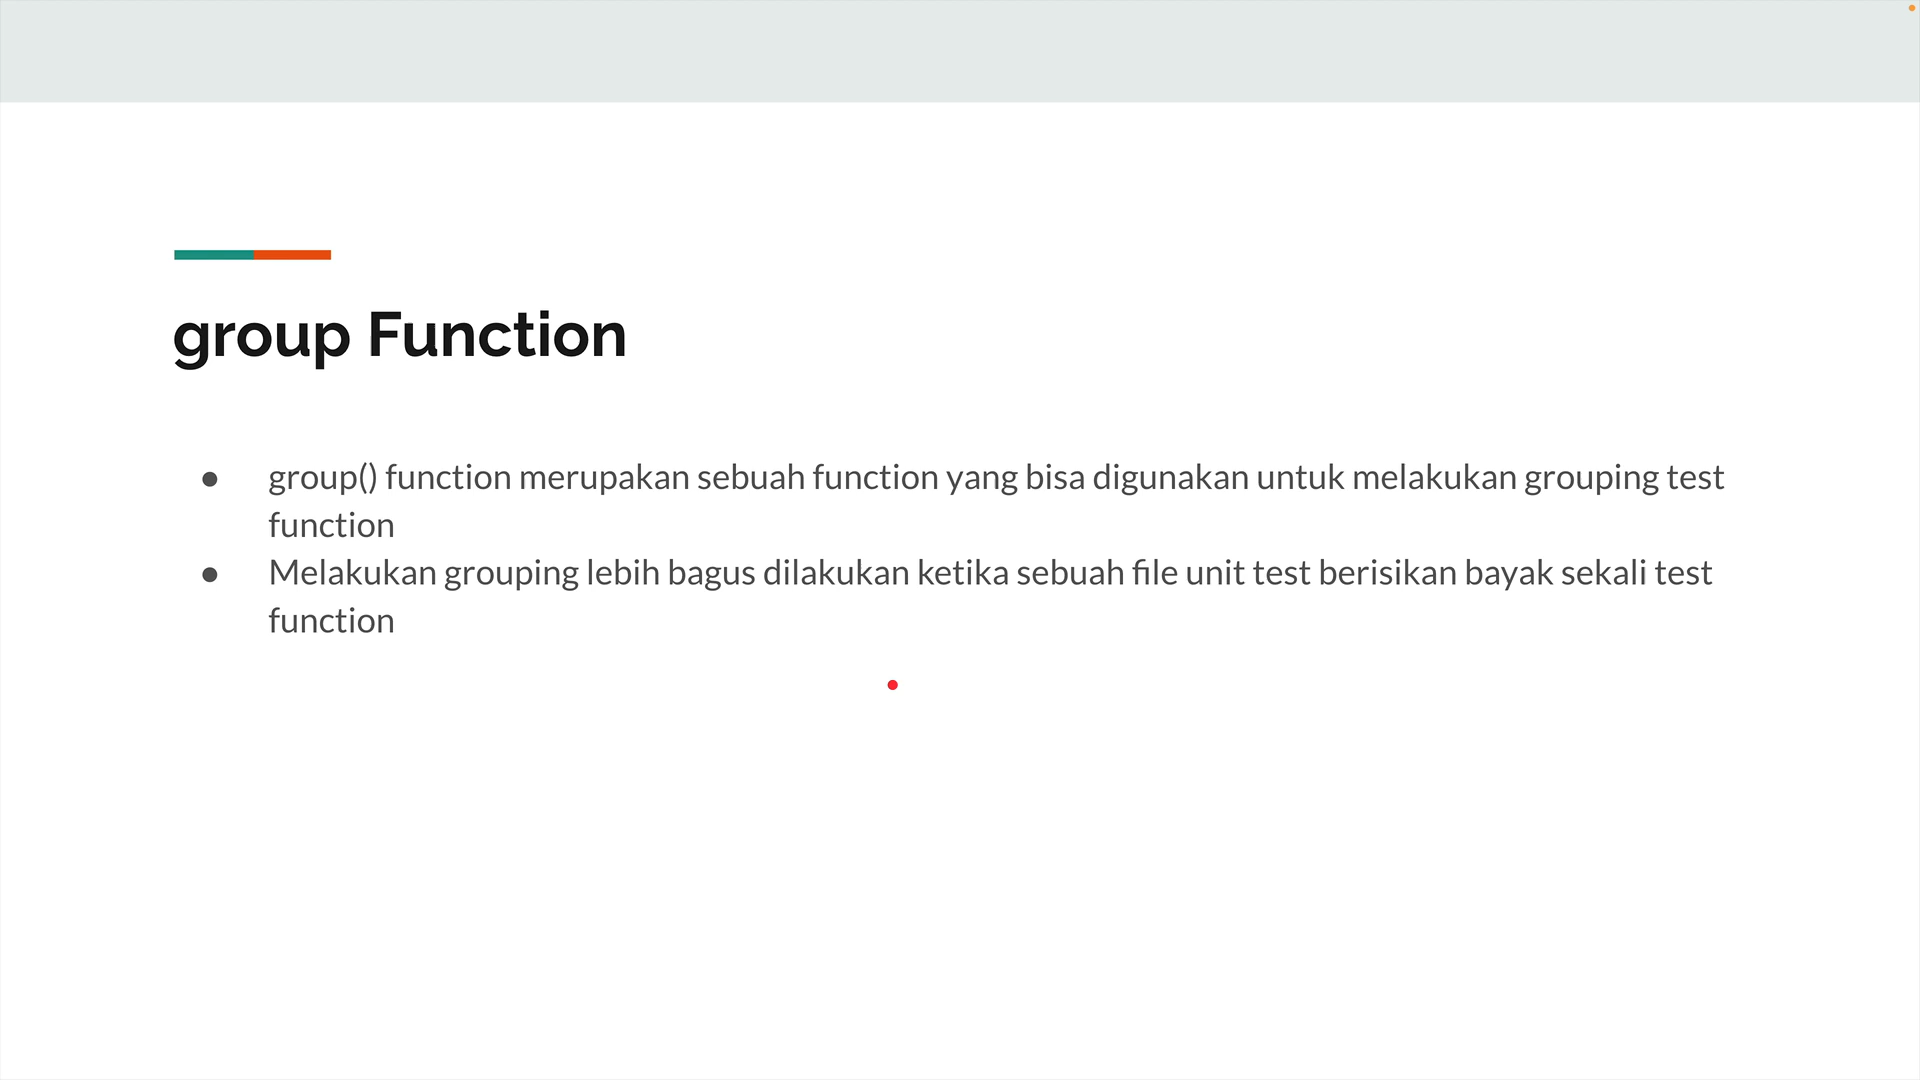 group Function
● group() function merupakan sebuah function yang bisa digunakan untuk melakukan grouping test
function
● Melakukan grouping lebih bagus dilakukan ketika sebuah file unit test berisikan bayak sekali test
function